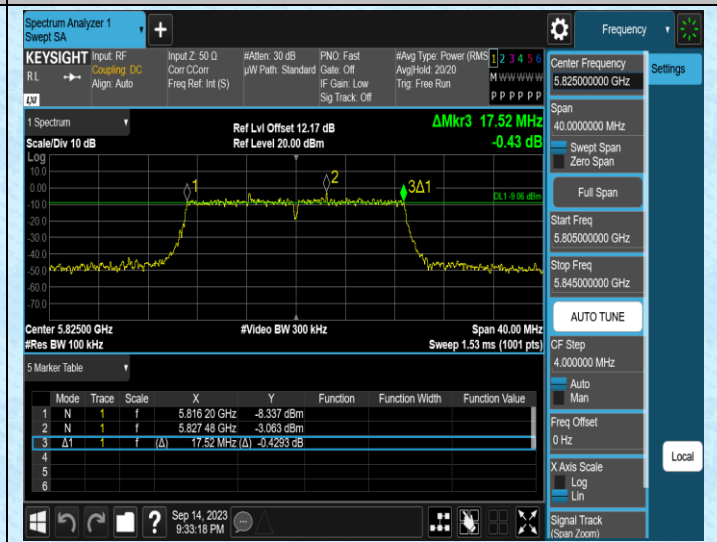 Spectrum Analyzer 1
Swept SA
+
Frequency
KEYSIGHT
RL
LXI
Input: RF
Coupling: DC
Align: Auto
Input Z: 50 Ω
Corr CCorr
Freq Ref: Int (S)
#Atten: 30 dB
µW Path: Standard
PNO: Fast
Gate: Off
IF Gain: Low
Sig Track: Off
#Avg Type: Power (RMS
Avg|Hold: 20/20
Trig: Free Run
1 2 3 4 5 6
M W W W W W
P P P P P P
1 Spectrum
Scale/Div 10 dB
Ref Lvl Offset 12.17 dB
Ref Level 20.00 dBm
ΔMkr3 17.52 MHz
-0.43 dB
Log
10.0
0.00
-10.0
-20.0
-30.0
-40.0
-50.0
-60.0
-70.0
1
2
3Δ1
DL1 -9.06 dBm
Center 5.82500 GHz
#Res BW 100 kHz
#Video BW 300 kHz
Span 40.00 MHz
Sweep 1.53 ms (1001 pts)
5 Marker Table
Mode Trace Scale X Y Function Function Width Function Value
1 N 1 f 5.816 20 GHz -8.337 dBm
2 N 1 f 5.827 48 GHz -3.063 dBm
3 Δ1 1 f (Δ) 17.52 MHz (Δ) -0.4293 dB
4
5
6
Sep 14, 2023
9:33:18 PM
Center Frequency
5.825000000 GHz
Span
40.0000000 MHz
Swept Span
Zero Span
Full Span
Start Freq
5.805000000 GHz
Stop Freq
5.845000000 GHz
AUTO TUNE
CF Step
4.000000 MHz
Auto
Man
Freq Offset
0 Hz
X Axis Scale
Log
Lin
Signal Track
(Span Zoom)
Settings
Local